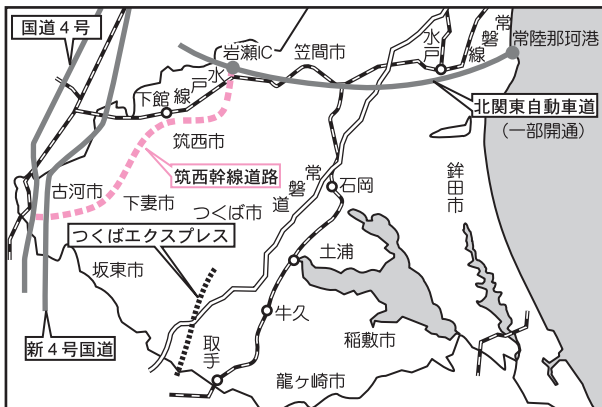 国道4号
岩瀬IC
笠間市
水戸
常磐線
常陸那珂港
水戸線
下館
北関東自動車道
(一部開通)
筑西市
筑西幹線道路
常磐道
石岡
鉾田市
古河市
下妻市
つくば市
つくばエクスプレス
土浦
坂東市
牛久
稲敷市
新4号国道
取手
龍ヶ崎市